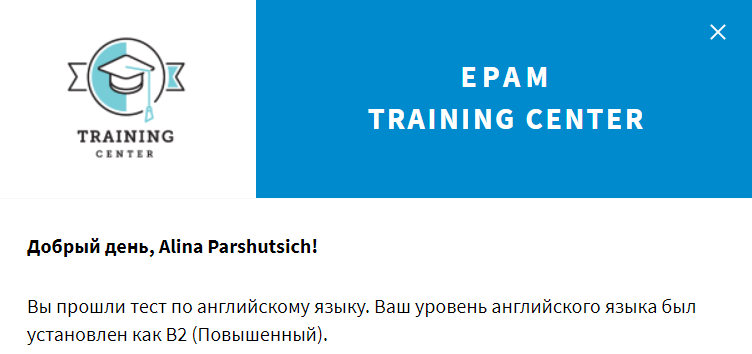 TRAINING
CENTER
EPAM
TRAINING CENTER
Добрый день, Alina Parshutsich!
Вы прошли тест по английскому языку. Ваш уровень английского языка был
установлен как B2 (Повышенный).